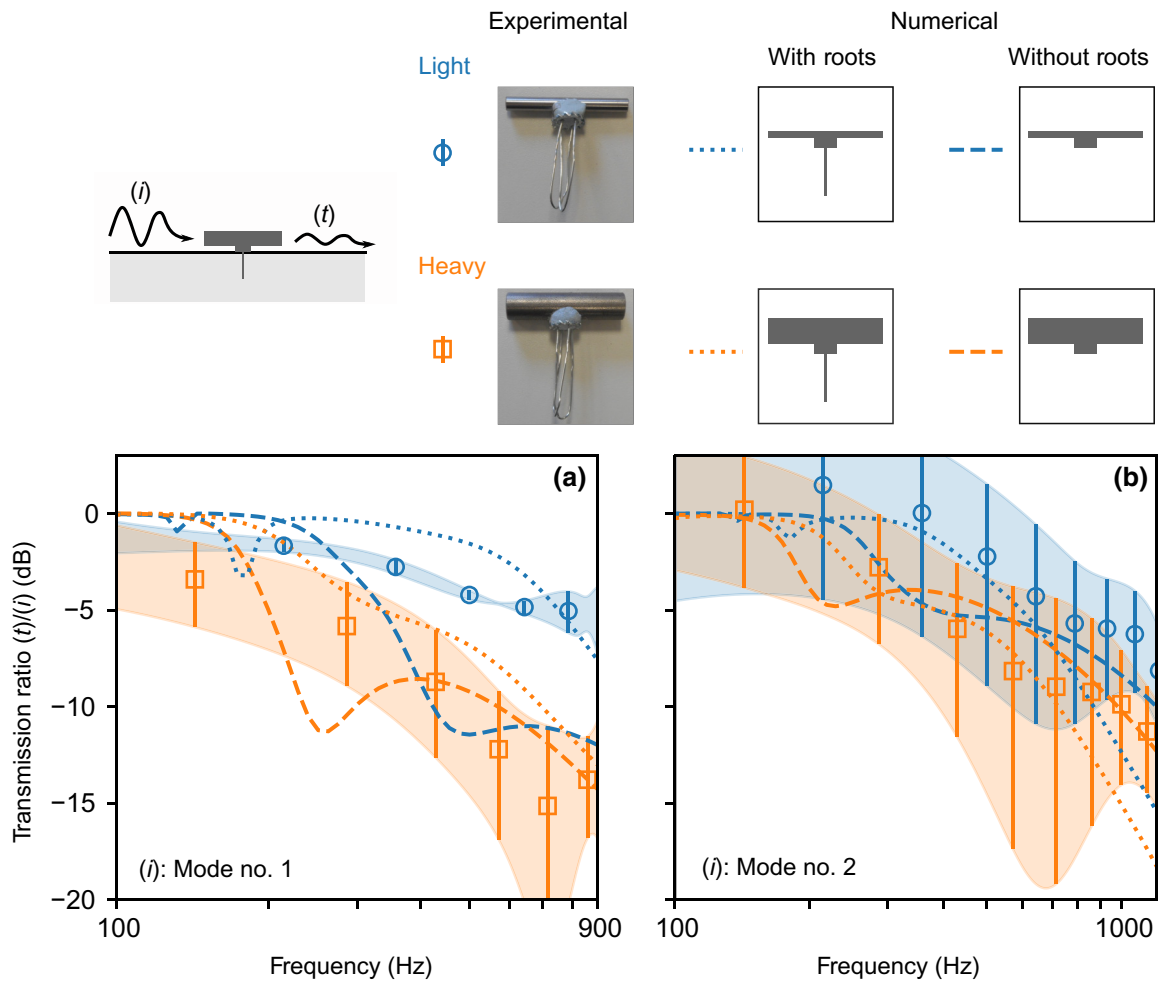 Experimental
Numerical
Light
With roots
Without roots
(i)
(t)
Heavy
(a)
(b)
Transmission ratio (t)/(i) (dB)
0
−5
−10
−15
−20
(i): Mode no. 1
(i): Mode no. 2
100
900
100
1000
Frequency (Hz)
Frequency (Hz)